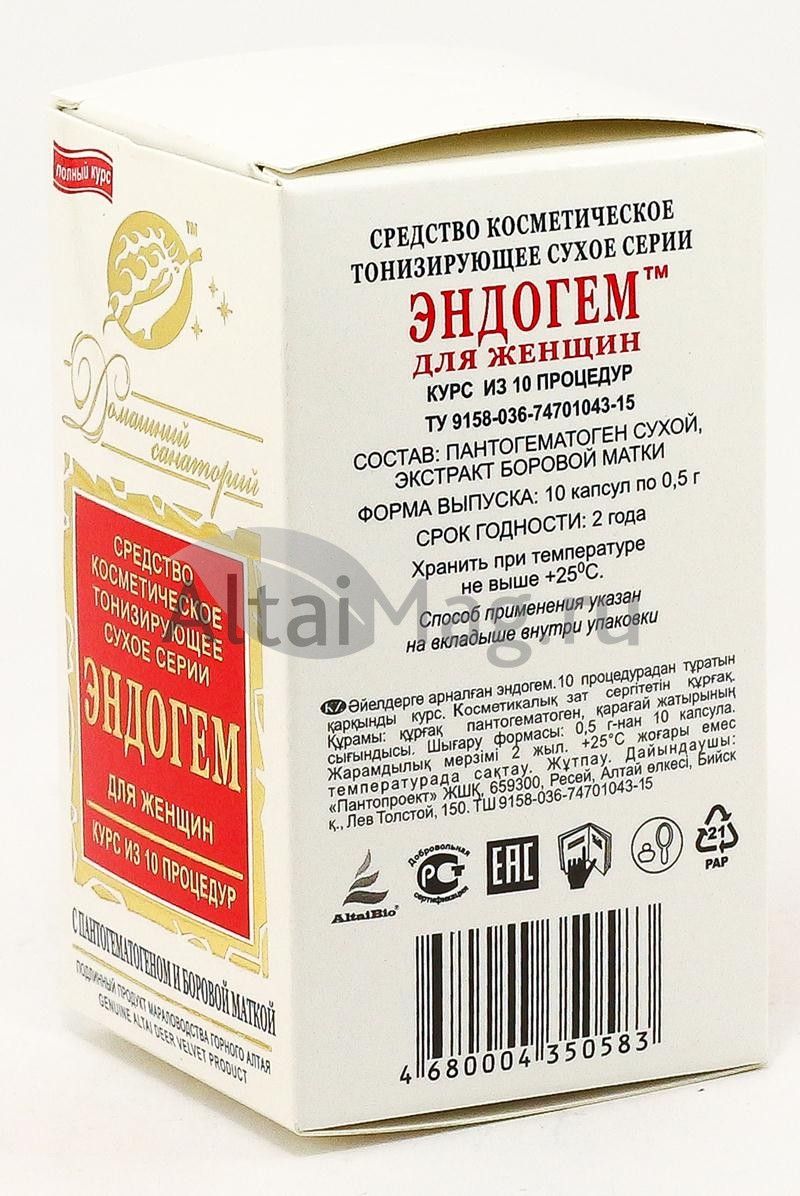 полный курс
TM
Домашний
санаторий
СРЕДСТВО
КОСМЕТИЧЕСКОЕ
ТОНИЗИРУЮЩЕЕ
СУХОЕ СЕРИИ
ЭНДОГЕМ
ДЛЯ ЖЕНЩИН
КУРС ИЗ 10 ПРОЦЕДУР
С ПАНТОГЕМАТОГЕНОМ И БОРОВОЙ МАТКОЙ
ПОДЛИННЫЙ ПРОДУКТ МАРАЛОВОДСТВА ГОРНОГО АЛТАЯ
GENUINE ALTAI DEER VELVET PRODUCT
СРЕДСТВО КОСМЕТИЧЕСКОЕ
ТОНИЗИРУЮЩЕЕ СУХОЕ СЕРИИ
ЭНДОГЕМ™
ДЛЯ ЖЕНЩИН
КУРС ИЗ 10 ПРОЦЕДУР
ТУ 9158-036-74701043-15
СОСТАВ: ПАНТОГЕМАТОГЕН СУХОЙ,
ЭКСТРАКТ БОРОВОЙ МАТКИ
ФОРМА ВЫПУСКА: 10 капсул по 0,5 г
СРОК ГОДНОСТИ: 2 года
Хранить при температуре
не выше +25⁰С.
Способ применения указан
на вкладыше внутри упаковки
AltaiMag.ru
KZ Әйелдерге арналған эндогем.10 процедурадан тұратын
қарқынды курс. Косметикалық зат сергітетін құрғақ.
Құрамы: құрғақ пантогематоген, қарағай жатырының
сығындысы. Шығару формасы: 0,5 г-нан 10 капсула.
Жарамдылық мерзімі 2 жыл. +25°С жоғары емес
температурада сақтау. Жұтпау. Дайындаушы:
«Пантопроект» ЖШҚ, 659300, Ресей, Алтай өлкесі, Бийск
қ., Лев Толстой, 150. ТШ 9158-036-74701043-15
AltaiBio®
Добровольная
РСТ
сертификация
EAC
21
PAP
4 680004 350583